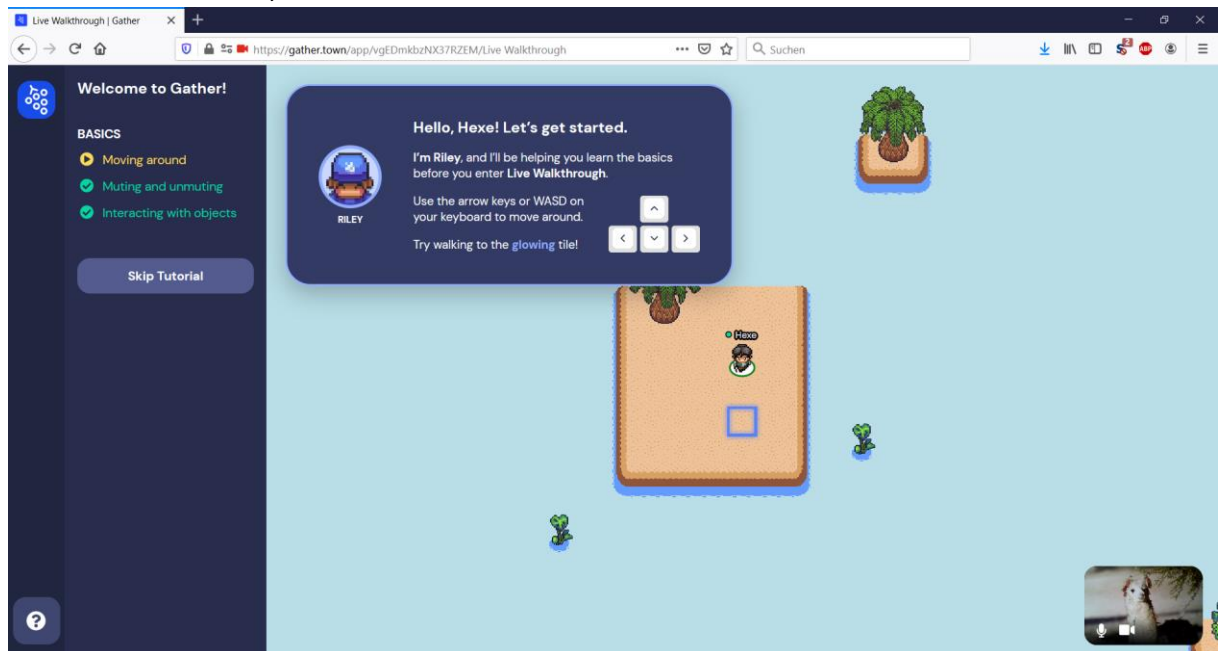 Live Walkthrough | Gather
https://gather.town/app/vgEDmkbzNX37RZEM/Live Walkthrough
Suchen
2
ABP
Welcome to Gather!
BASICS
Moving around
Muting and unmuting
Interacting with objects
Skip Tutorial
?
RILEY
Hello, Hexe! Let's get started.
I'm Riley, and I'll be helping you learn the basics
before you enter Live Walkthrough.
Use the arrow keys or WASD on
your keyboard to move around.
Try walking to the glowing tile!
Hexe